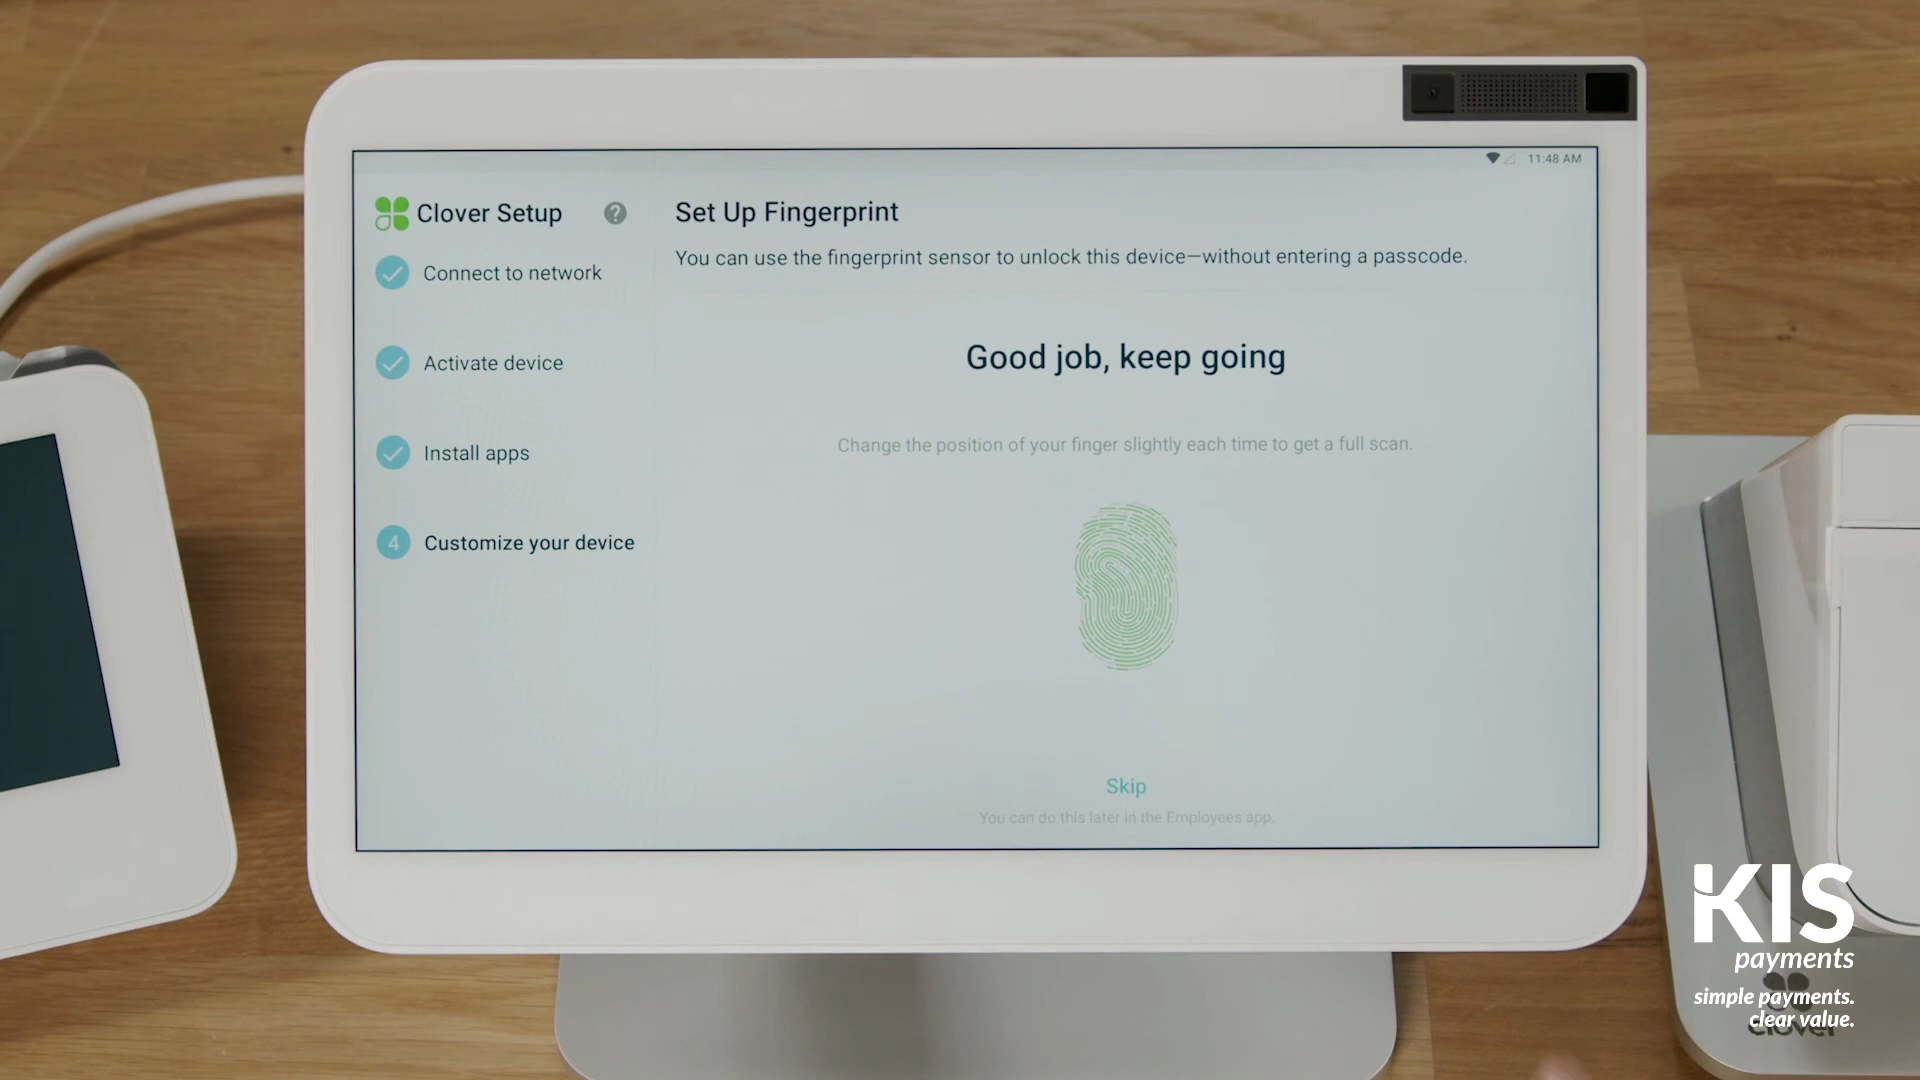 11:48 AM
Clover Setup
?
Connect to network
Activate device
Install apps
4
Customize your device
Set Up Fingerprint
You can use the fingerprint sensor to unlock this device—without entering a passcode.
Good job, keep going
Change the position of your finger slightly each time to get a full scan.
Skip
You can do this later in the Employees app.
KIS
payments
simple payments.
clear value.
clover